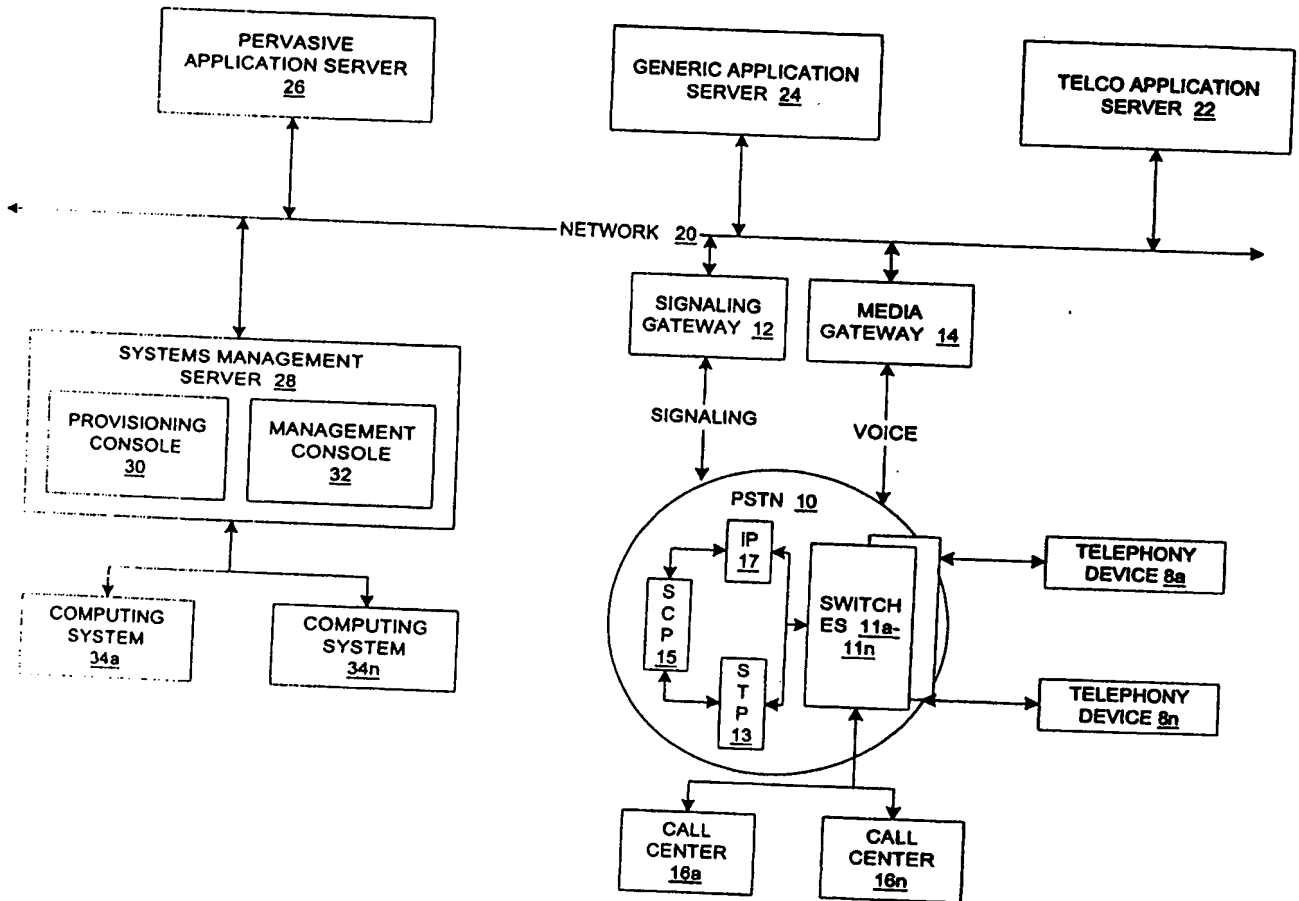 PERVASIVE
APPLICATION SERVER
26
GENERIC APPLICATION
SERVER 24
TELCO APPLICATION
SERVER 22
NETWORK 20
SIGNALING
GATEWAY 12
MEDIA
GATEWAY 14
SYSTEMS MANAGEMENT
SERVER 28
PROVISIONING
CONSOLE
30
MANAGEMENT
CONSOLE
32
SIGNALING
VOICE
PSTN 10
IP
17
S
C
P
15
S
T
P
13
SWITCH
ES 11a-
11n
TELEPHONY
DEVICE 8a
TELEPHONY
DEVICE 8n
COMPUTING
SYSTEM
34a
COMPUTING
SYSTEM
34n
CALL
CENTER
16a
CALL
CENTER
16n